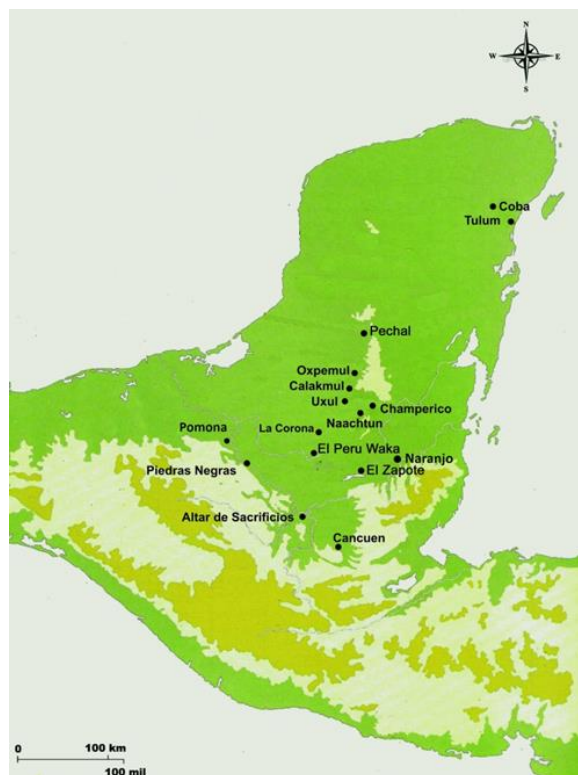 N
W E
S
Coba
Tulum
Pechal
Oxpemul
Calakmul
Uxul
Champerico
Naachtun
La Corona
Pomona
El Peru Waka
Naranjo
Piedras Negras
El Zapote
Altar de Sacrificios
Cancuen
0 100 km
100 mil